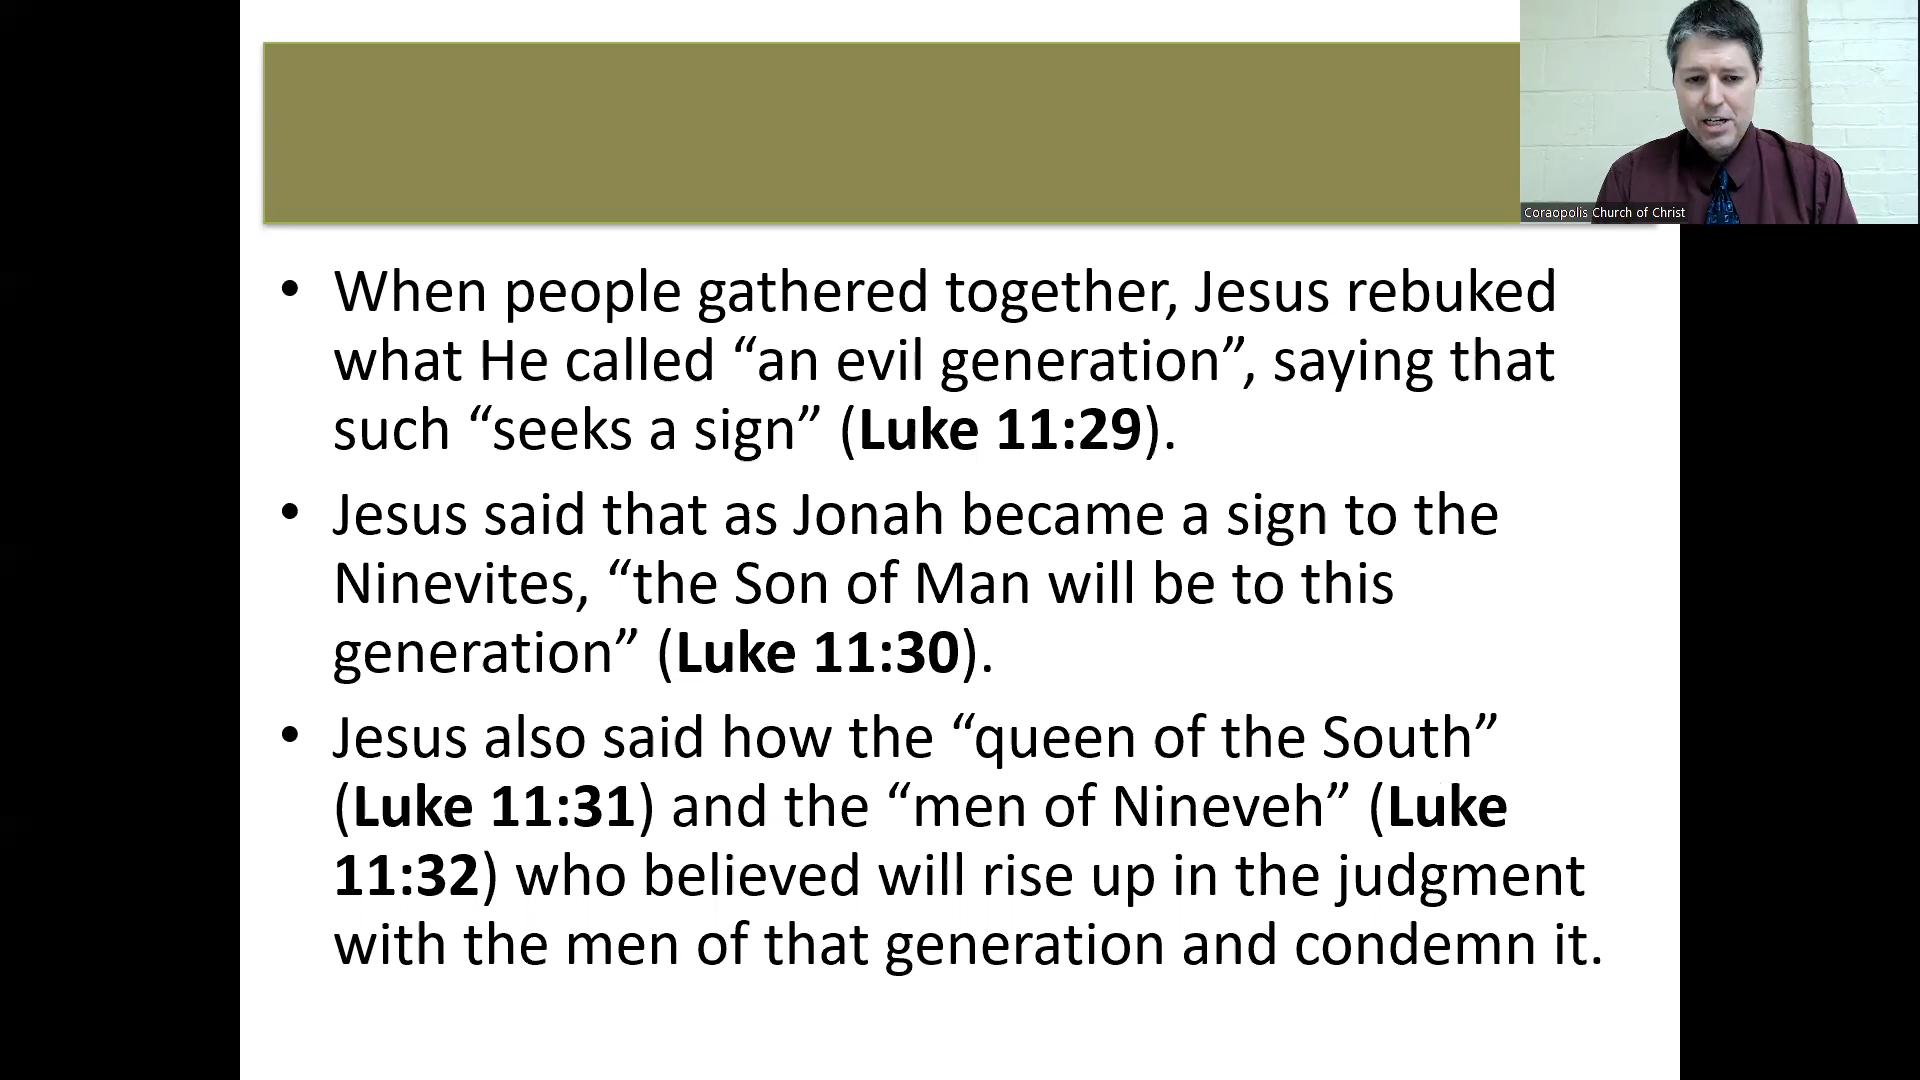 Coraopolis Church of Christ
• When people gathered together, Jesus rebuked
what He called “an evil generation”, saying that
such “seeks a sign” (Luke 11:29).
• Jesus said that as Jonah became a sign to the
Ninevites, “the Son of Man will be to this
generation” (Luke 11:30).
• Jesus also said how the “queen of the South”
(Luke 11:31) and the “men of Nineveh” (Luke
11:32) who believed will rise up in the judgment
with the men of that generation and condemn it.